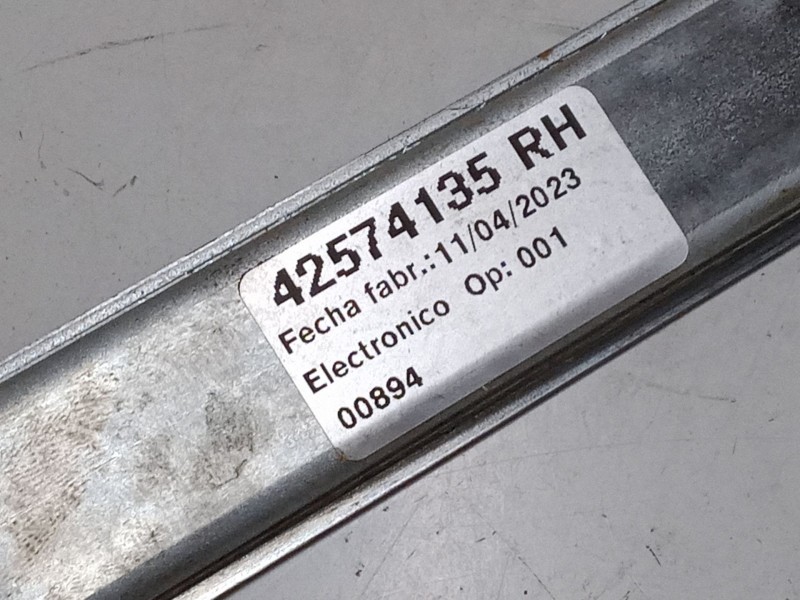 42574135 RH
Fecha fabr.:11/04/2023
Electronico Op: 001
00894